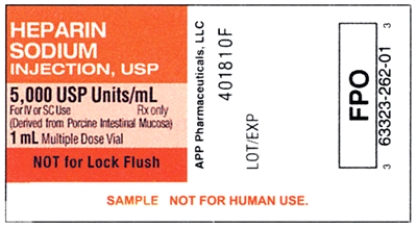 HEPARIN
SODIUM
INJECTION, USP
5,000 USP Units/mL
For IV or SC Use Rx only
(Derived from Porcine Intestinal Mucosa)
1 mL Multiple Dose Vial
NOT for Lock Flush
APP Pharmaceuticals, LLC
401810F
LOT/EXP
FPO
3 63323-262-01 3
SAMPLE NOT FOR HUMAN USE.